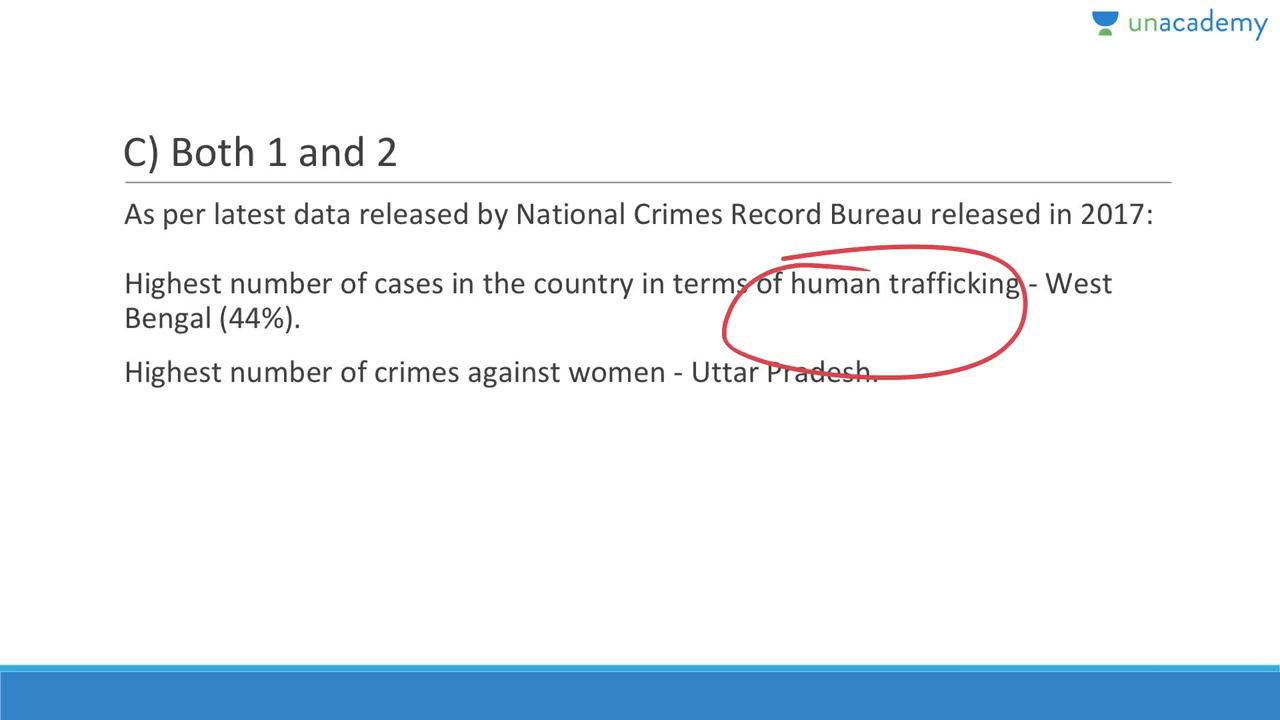 unacademy
C) Both 1 and 2
As per latest data released by National Crimes Record Bureau released in 2017:
Highest number of cases in the country in terms of human trafficking - West
Bengal (44%).
Highest number of crimes against women - Uttar Pradesh.